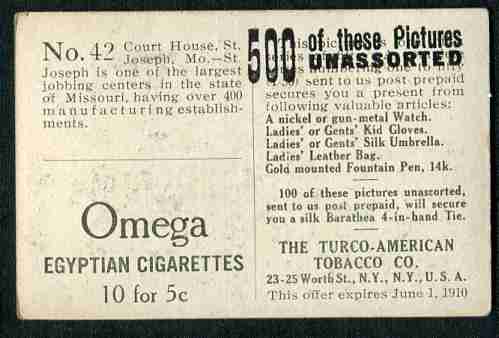 No. 42 Court House, St.
Joseph, Mo.—St.
Joseph is one of the largest
jobbing centers in the state
of Missouri, having over 400
manufacturing establish-
ments.
Omega
EGYPTIAN CIGARETTES
10 for 5c
500 of these Pictures
UNASSORTED
sent to us post prepaid
secures you a present from
following valuable articles:
A nickel or gun-metal Watch.
Ladies' or Gents' Kid Gloves.
Ladies' or Gents' Silk Umbrella.
Ladies' Leather Bag.
Gold mounted Fountain Pen, 14k.
100 of these pictures unassorted,
sent to us post prepaid, will secure
you a silk Barathea 4-in-hand Tie.
THE TURCO-AMERICAN
TOBACCO CO.
23-25 Worth St., N.Y., N.Y., U.S.A.
This offer expires June 1, 1910